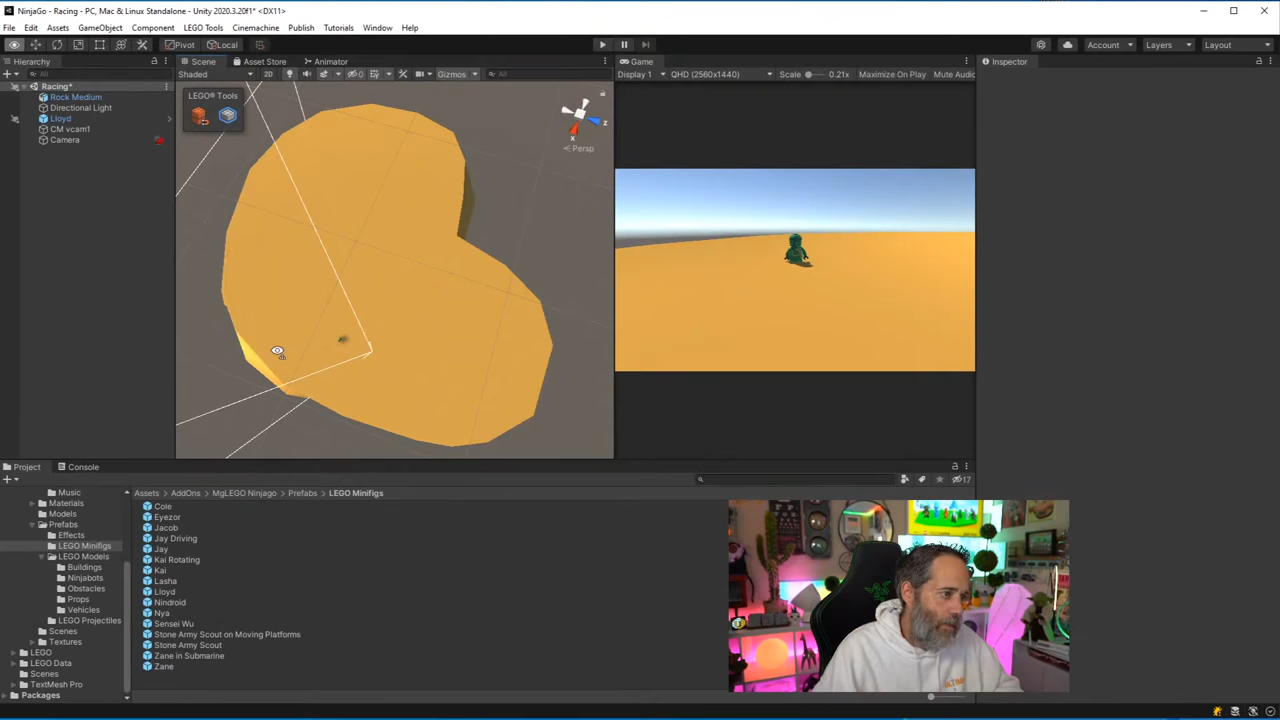 NinjaGo - Racing - PC, Mac & Linux Standalone - Unity 2020.3.20f1* <DX11>
File Edit Assets GameObject Component LEGO Tools Cinemachine Tutorials Publish Window Help
Pivot Local Account Layers Layout
Hierarchy Scene Asset Store Animator Game Inspector
All Shaded 2D 0 Gizmos All Display 1 QHD (2560x1440) Scale 0.21x Maximize On Play Mute Audio
Racing*
Rock Medium
Directional Light
Lloyd
CM vcam1
Camera
LEGO® Tools
x z
Persp
Project Console
17
Assets AddOns MgLEGO Ninjago Prefabs LEGO Minifigs
Music
Materials
Models
Prefabs
Effects
LEGO Minifigs
LEGO Models
Buildings
Ninjabots
Obstacles
Props
Vehicles
LEGO Projectiles
Scenes
Textures
LEGO
LEGO Data
Scenes
TextMesh Pro
Packages
Cole
Eyezor
Jacob
Jay Driving
Jay
Kai Rotating
Kai
Lasha
Lloyd
Nindroid
Nya
Sensei Wu
Stone Army Scout on Moving Platforms
Stone Army Scout
Zane in Submarine
Zane